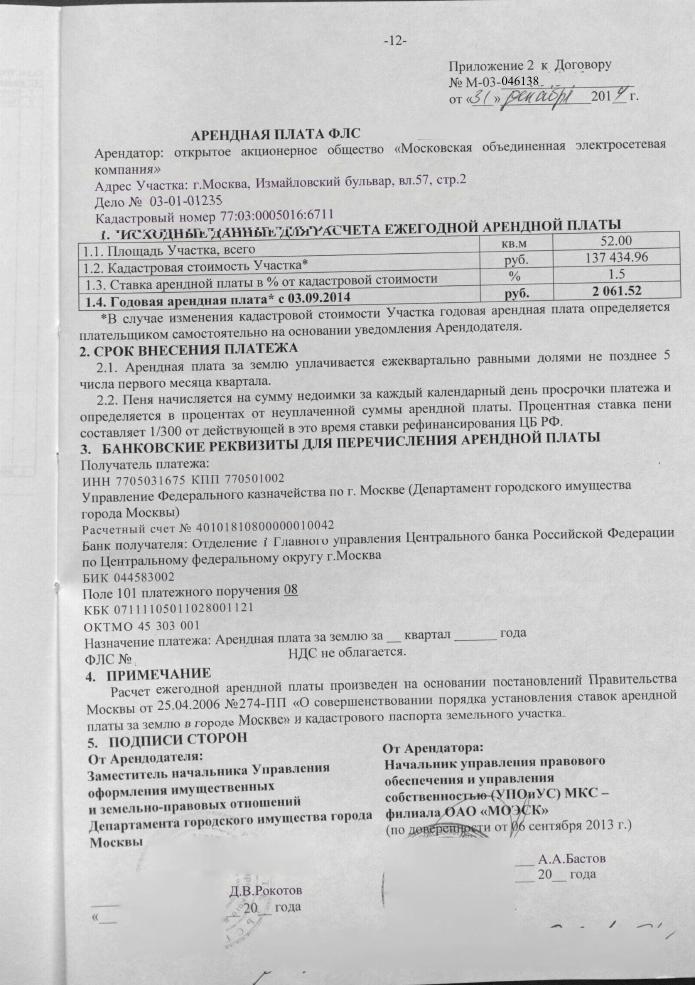 -12-
Приложение 2 к Договору
№ М-03-046138
от «31» декабря 2014 г.
АРЕНДНАЯ ПЛАТА ФЛС
Арендатор: открытое акционерное общество «Московская объединенная электросетевая
компания»
Адрес Участка: г.Москва, Измайловский бульвар, вл.57, стр.2
Дело № 03-01-01235
Кадастровый номер 77:03:0005016:6711
1. ИСХОДНЫЕ ДАННЫЕ ДЛЯ РАСЧЕТА ЕЖЕГОДНОЙ АРЕНДНОЙ ПЛАТЫ
1.1. Площадь Участка, всего кв.м 52.00
1.2. Кадастровая стоимость Участка* руб. 137 434.96
1.3. Ставка арендной платы в % от кадастровой стоимости % 1.5
1.4. Годовая арендная плата* с 03.09.2014 руб. 2 061.52
*В случае изменения кадастровой стоимости Участка годовая арендная плата определяется
плательщиком самостоятельно на основании уведомления Арендодателя.
2. СРОК ВНЕСЕНИЯ ПЛАТЕЖА
2.1. Арендная плата за землю уплачивается ежеквартально равными долями не позднее 5
числа первого месяца квартала.
2.2. Пеня начисляется на сумму недоимки за каждый календарный день просрочки платежа и
определяется в процентах от неуплаченной суммы арендной платы. Процентная ставка пени
составляет 1/300 от действующей в это время ставки рефинансирования ЦБ РФ.
3. БАНКОВСКИЕ РЕКВИЗИТЫ ДЛЯ ПЕРЕЧИСЛЕНИЯ АРЕНДНОЙ ПЛАТЫ
Получатель платежа:
ИНН 7705031675 КПП 770501002
Управление Федерального казначейства по г. Москве (Департамент городского имущества
города Москвы)
Расчетный счет № 40101810800000010042
Банк получателя: Отделение 1 Главного управления Центрального банка Российской Федерации
по Центральному федеральному округу г.Москва
БИК 044583002
Поле 101 платежного поручения 08
КБК 07111105011028001121
ОКТМО 45 303 001
Назначение платежа: Арендная плата за землю за __ квартал ______ года
ФЛС № НДС не облагается.
4. ПРИМЕЧАНИЕ
Расчет ежегодной арендной платы произведен на основании постановлений Правительства
Москвы от 25.04.2006 №274-ПП «О совершенствовании порядка установления ставок арендной
платы за землю в городе Москве» и кадастрового паспорта земельного участка.
5. ПОДПИСИ СТОРОН
От Арендодателя:
Заместитель начальника Управления
оформления имущественных
и земельно-правовых отношений
Департамента городского имущества города
Москвы
Д.В.Рокотов
«__ 20__ года
От Арендатора:
Начальник управления правового
обеспечения и управления
собственностью (УПОиУС) МКС –
филиала ОАО «МОЭСК»
(по доверенности от 06 сентября 2013 г.)
А.А.Бастов
20__ года